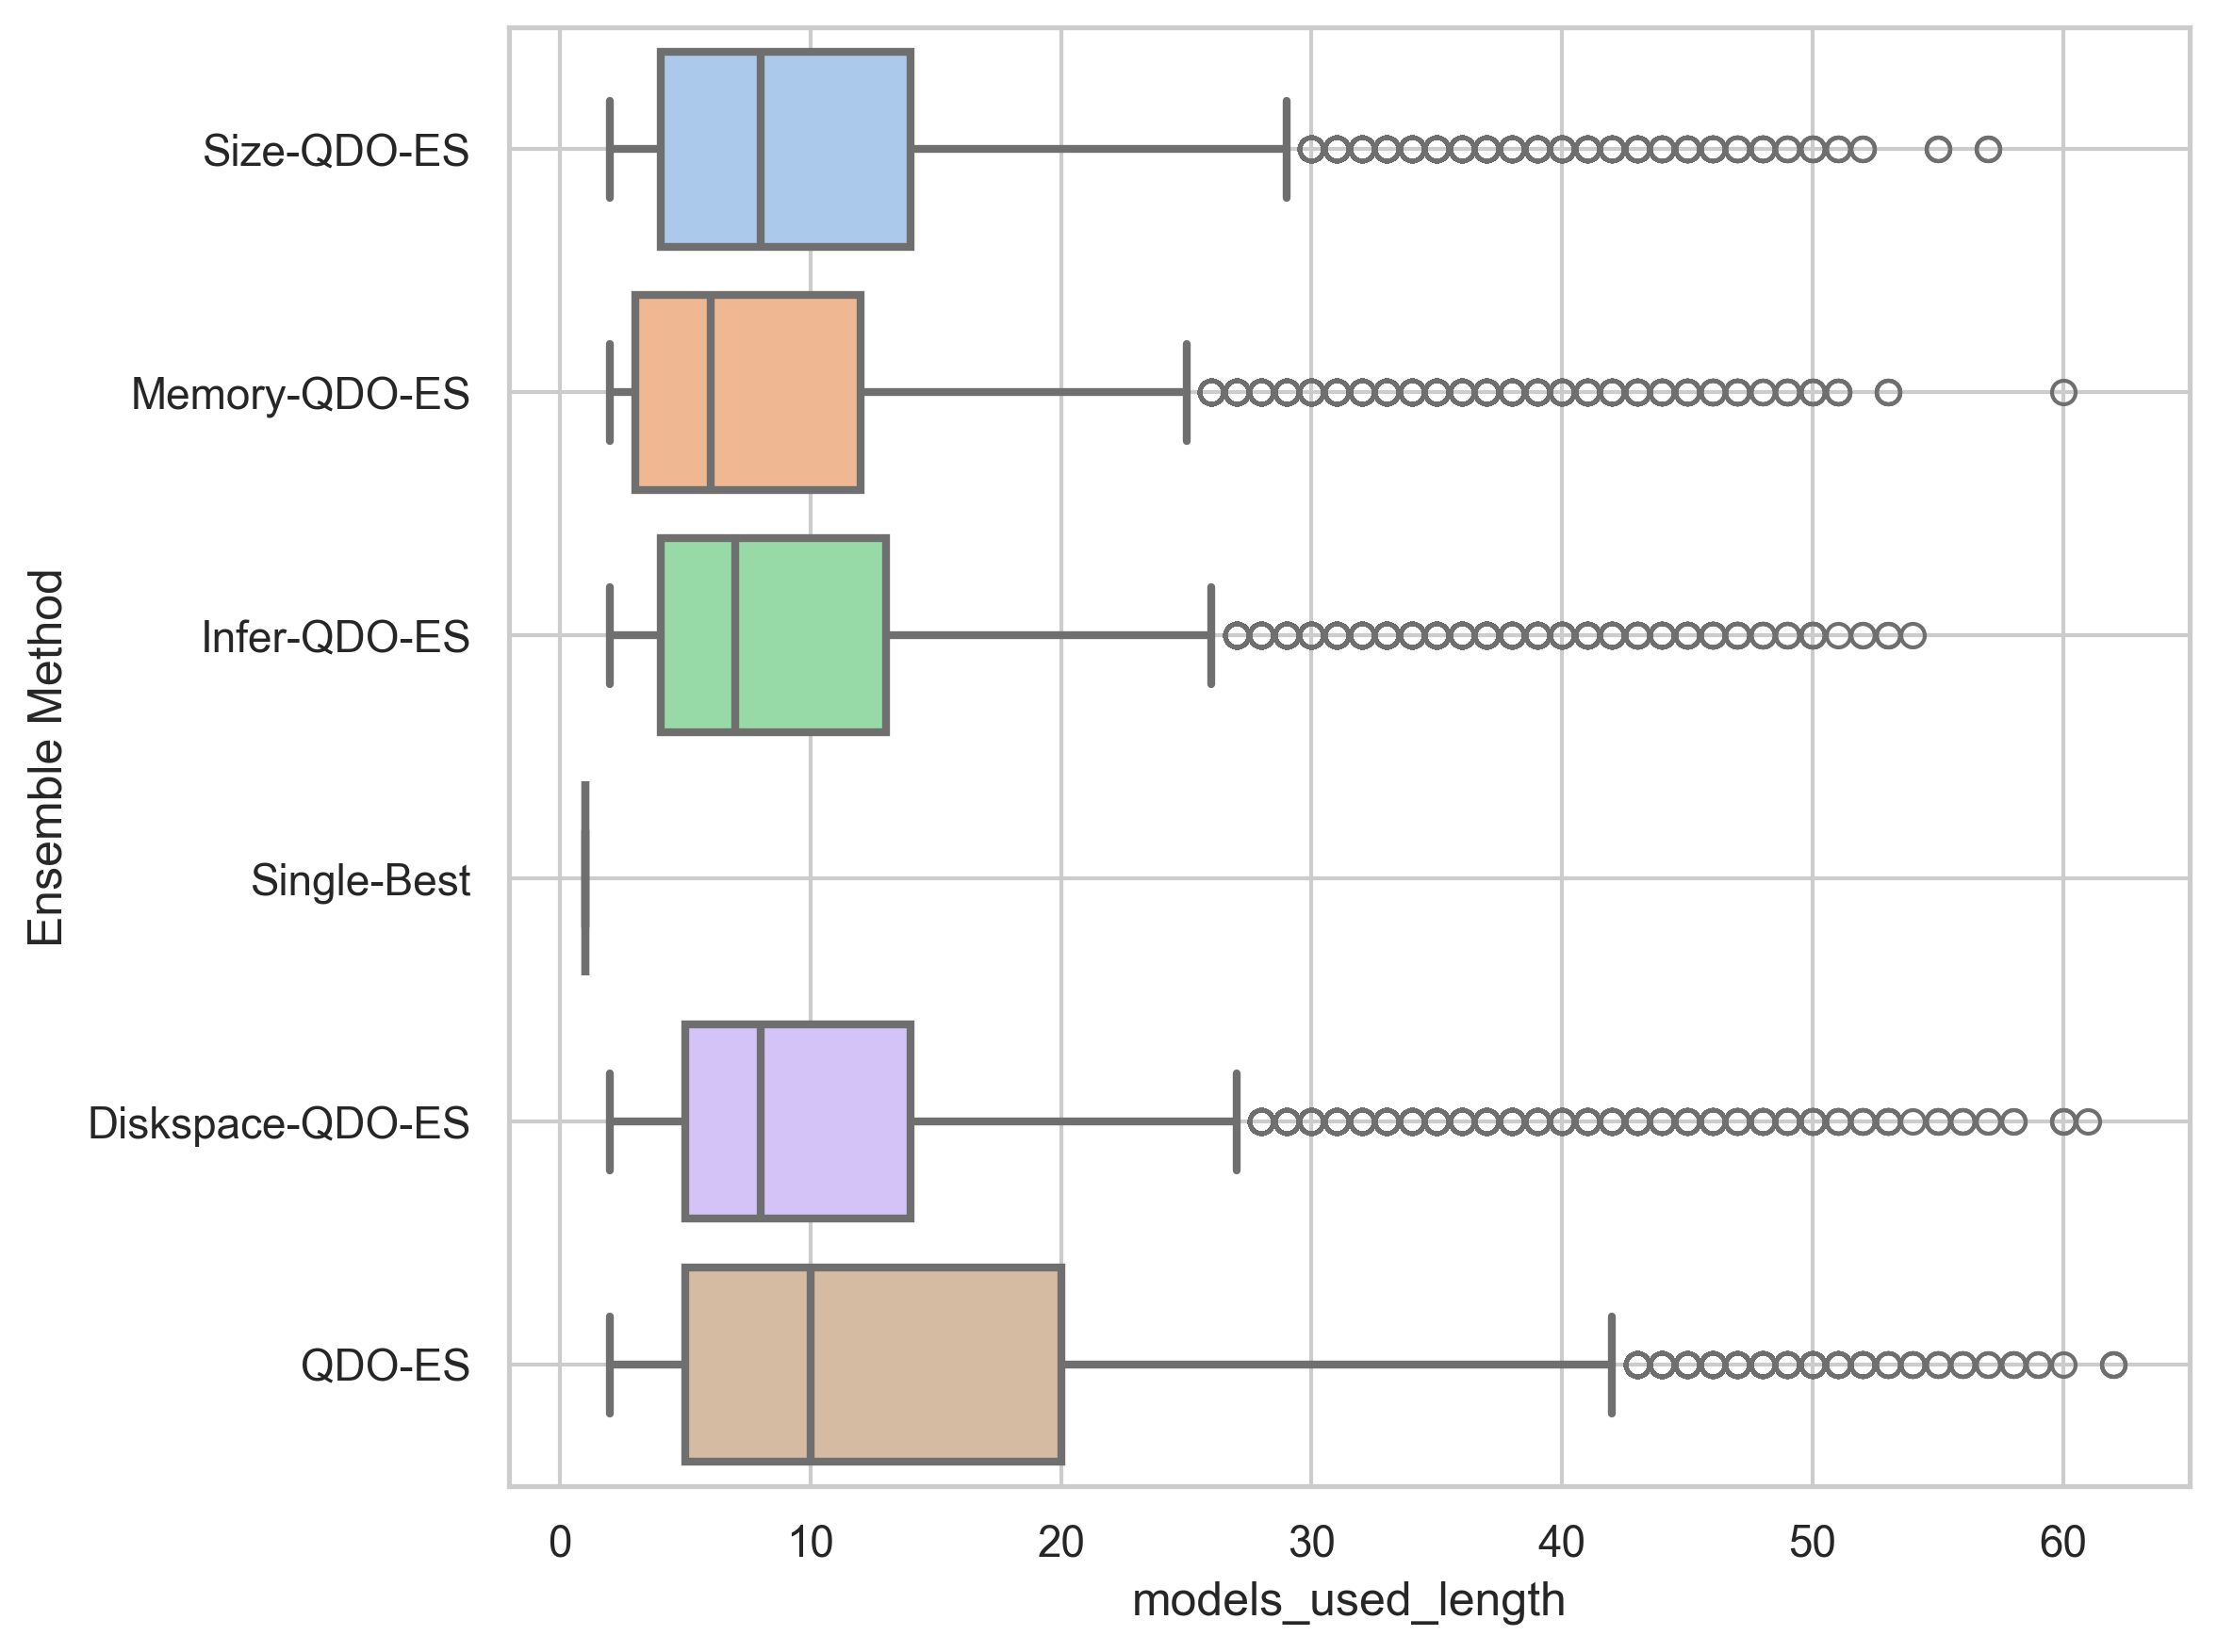 Ensemble Method
Size-QDO-ES
Memory-QDO-ES
Infer-QDO-ES
Single-Best
Diskspace-QDO-ES
QDO-ES
0 10 20 30 40 50 60
models_used_length